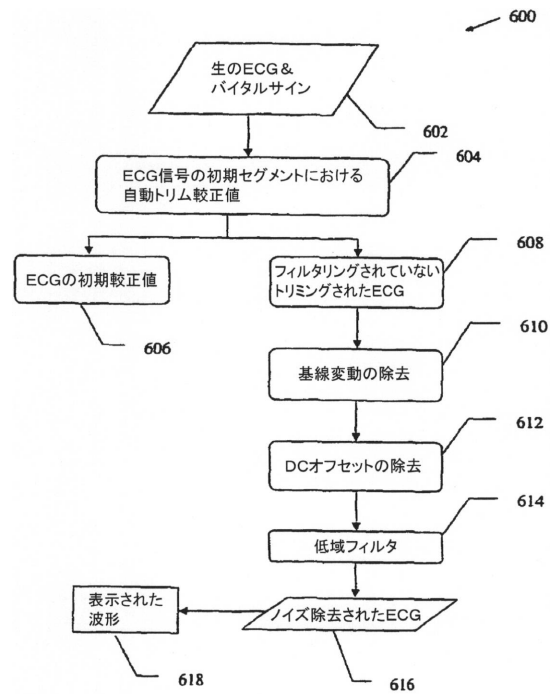 600
生のECG＆
バイタルサイン
602
ECG信号の初期セグメントにおける
自動トリム較正値
604
ECGの初期較正値
606
フィルタリングされていない
トリミングされたECG
608
基線変動の除去
610
DCオフセットの除去
612
低域フィルタ
614
ノイズ除去されたECG
616
表示された
波形
618